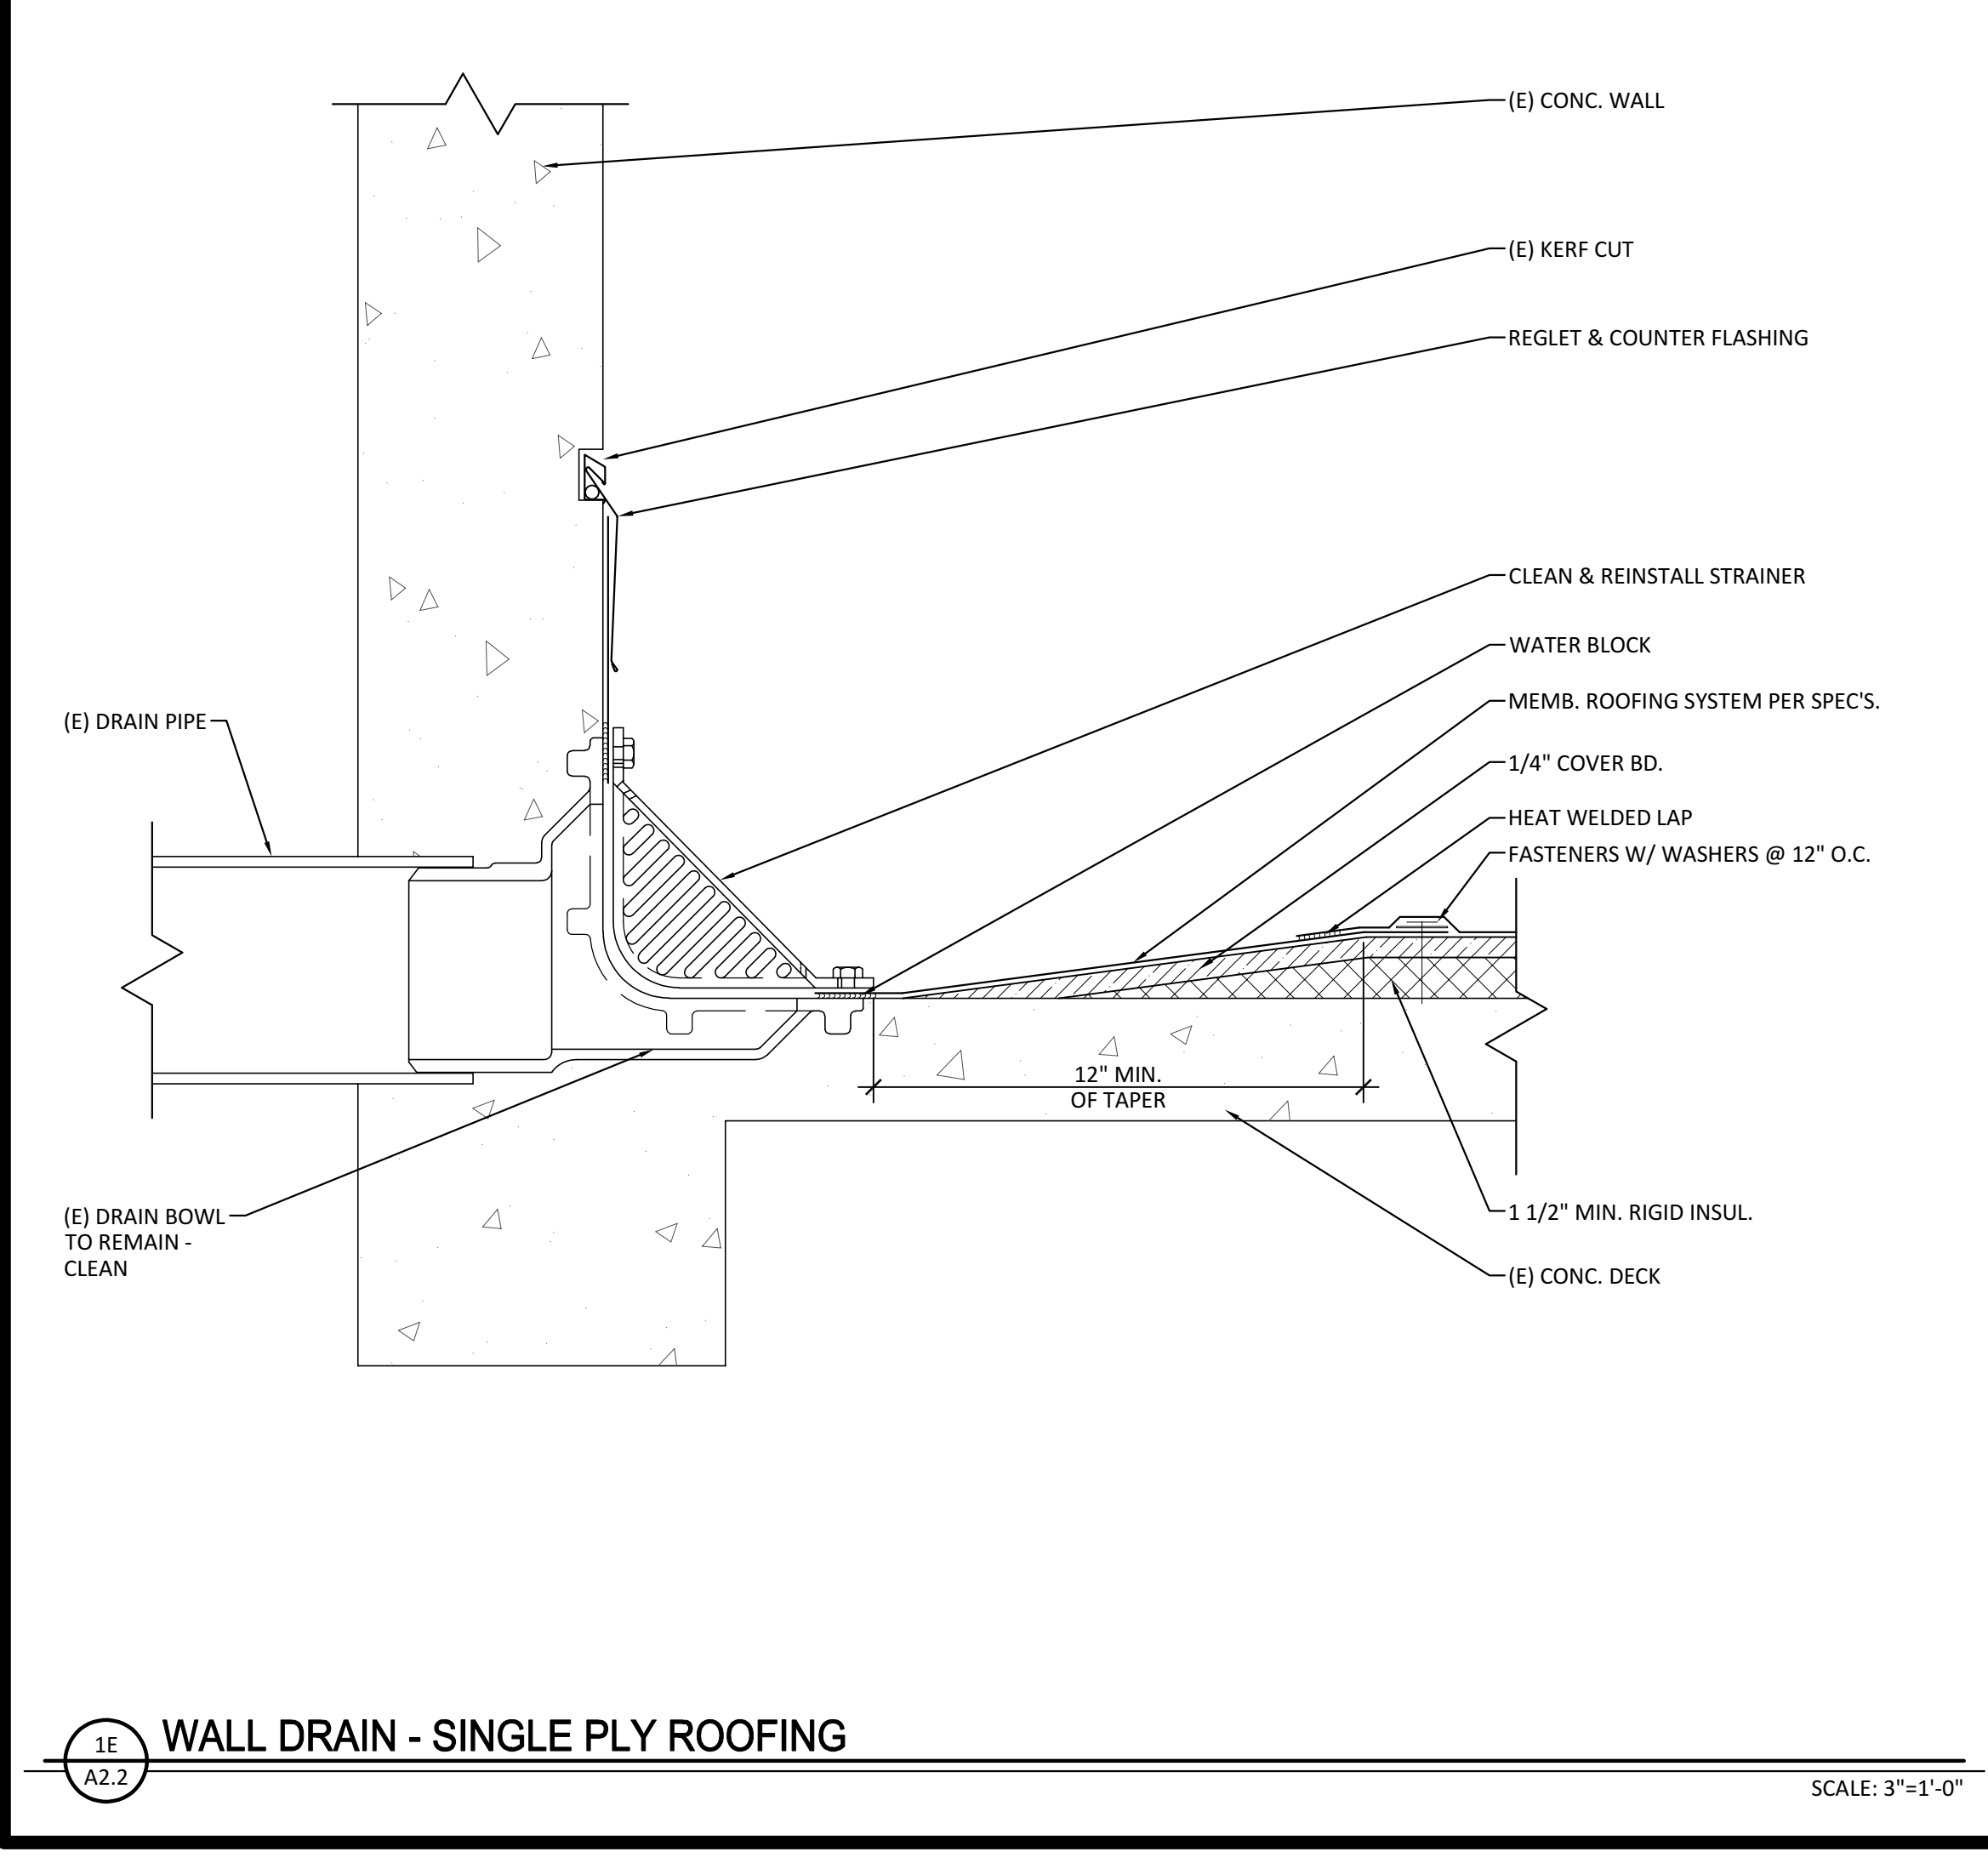 (E) CONC. WALL
(E) KERF CUT
REGLET & COUNTER FLASHING
CLEAN & REINSTALL STRAINER
WATER BLOCK
MEMB. ROOFING SYSTEM PER SPEC'S.
1/4" COVER BD.
HEAT WELDED LAP
FASTENERS W/ WASHERS @ 12" O.C.
(E) DRAIN PIPE
12" MIN.
OF TAPER
(E) DRAIN BOWL
TO REMAIN -
CLEAN
1 1/2" MIN. RIGID INSUL.
(E) CONC. DECK
1E
A2.2
WALL DRAIN - SINGLE PLY ROOFING
SCALE: 3"=1'-0"